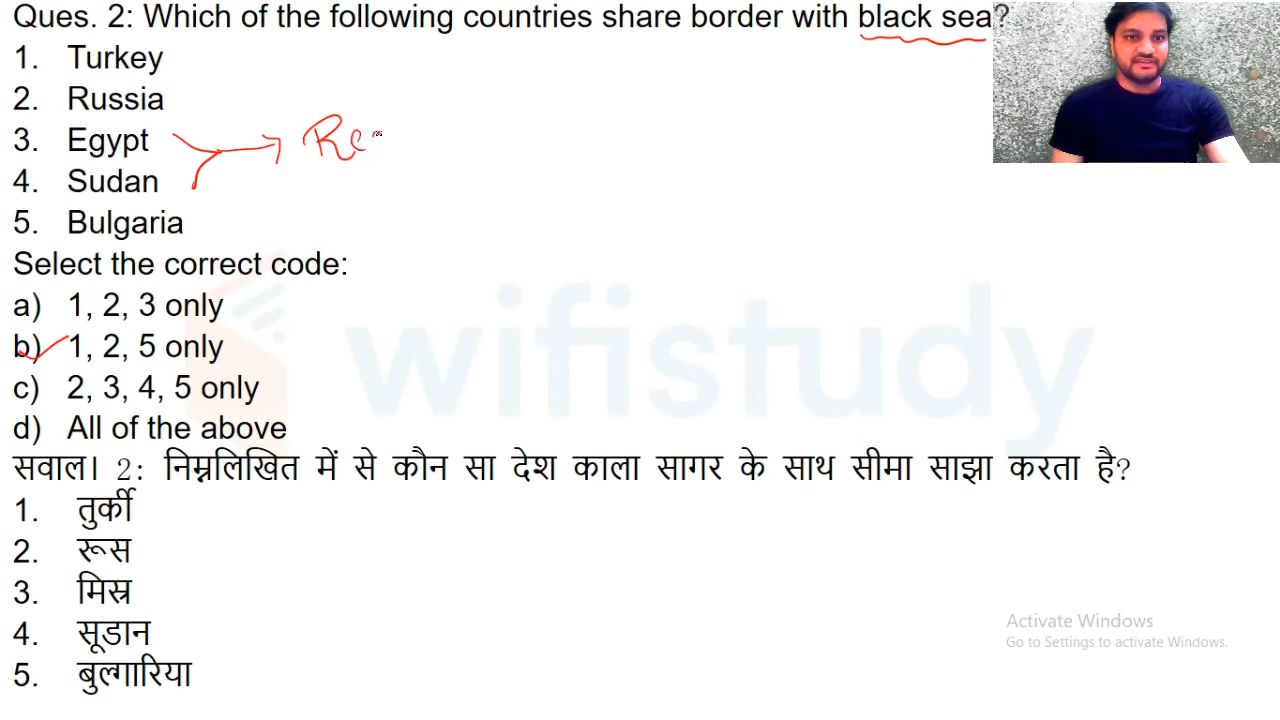 Ques. 2: Which of the following countries share border with black sea?
1. Turkey
2. Russia
3. Egypt
Re
4. Sudan
5. Bulgaria
Select the correct code:
a) 1, 2, 3 only
b) 1, 2, 5 only
c) 2, 3, 4, 5 only
d) All of the above
wifistudy
सवाल। 2: निम्नलिखित में से कौन सा देश काला सागर के साथ सीमा साझा करता है?
1. तुर्की
2. रूस
3. मिस्र
4. सूडान
5. बुल्गारिया
Activate Windows
Go to Settings to activate Windows.